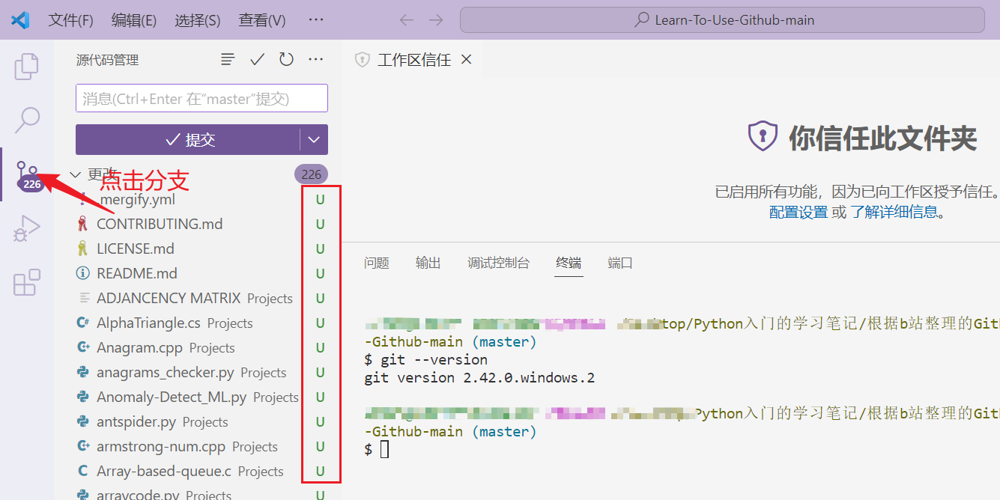 文件(F) 编辑(E) 选择(S) 查看(V) ··· Learn-To-Use-Github-main
源代码管理
工作区信任
消息(Ctrl+Enter 在“master”提交)
提交
226
更改 226
点击分支
.mergify.yml U
CONTRIBUTING.md U
LICENSE.md U
README.md U
ADJANCENCY MATRIX Projects U
AlphaTriangle.cs Projects U
Anagram.cpp Projects U
anagrams_checker.py Projects U
Anomaly-Detect_ML.py Projects U
antspider.py Projects U
armstrong-num.cpp Projects U
Array-based-queue.c Projects U
arraycode.py Projects U
你信任此文件夹
已启用所有功能，因为已向工作区授予信任。
配置设置 或 了解详细信息。
问题 输出 调试控制台 终端 端口
top/Python入门的学习笔记/根据b站整理的Git
-Github-main (master)
$ git --version
git version 2.42.0.windows.2
Python入门的学习笔记/根据b站整理的Git
-Github-main (master)
$